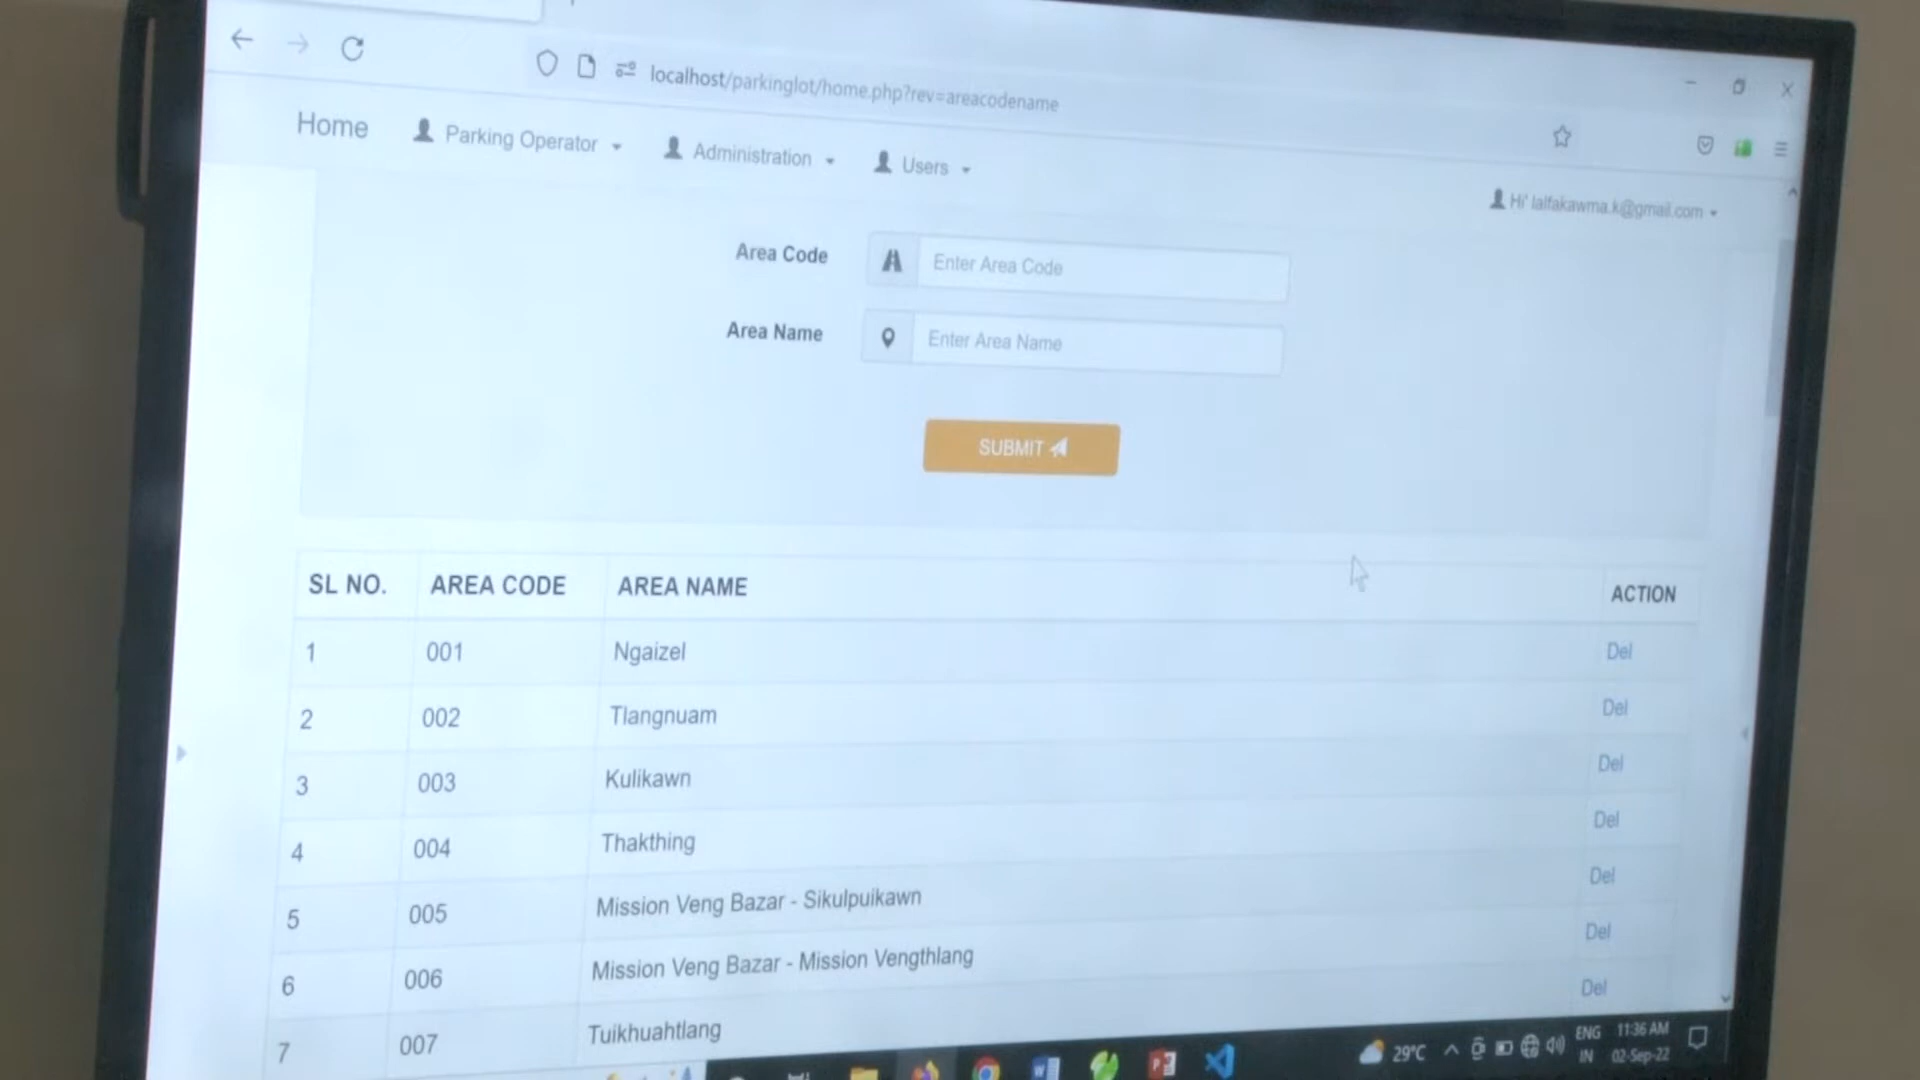 localhost/parkinglot/home.php?rev=areacodename
Home Parking Operator Administration Users
Hi' lalfakawma.k@gmail.com
Area Code Enter Area Code
Area Name Enter Area Name
SUBMIT
SL NO. AREA CODE AREA NAME ACTION
1 001 Ngaizel Del
2 002 Tlangnuam Del
3 003 Kulikawn Del
4 004 Thakthing Del
5 005 Mission Veng Bazar - Sikulpuikawn Del
6 006 Mission Veng Bazar - Mission Vengthlang Del
7 007 Tuikhuahtlang Del
29°C ENG 11:36 AM
IN 02-Sep-22